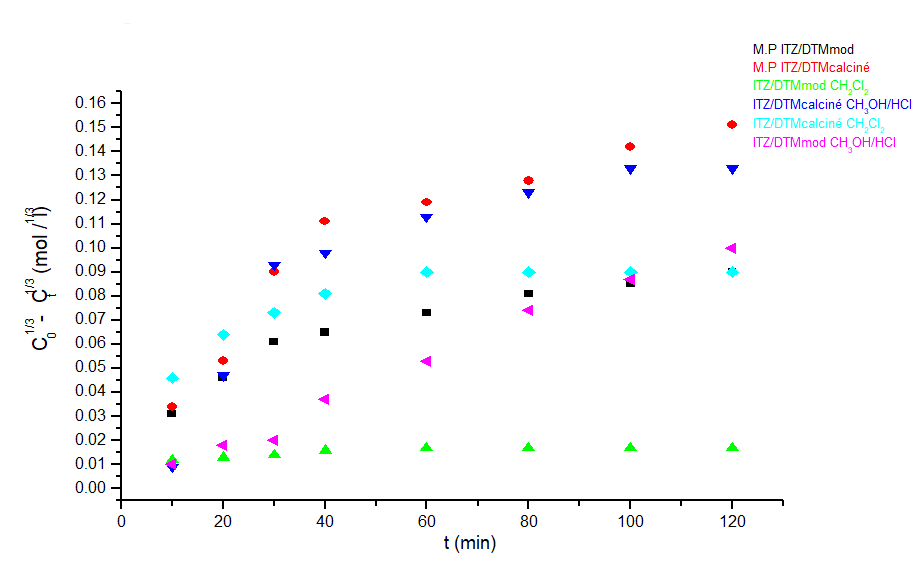 M.P ITZ/DTMmod
M.P ITZ/DTMcalciné
ITZ/DTMmod CH2Cl2
ITZ/DTMcalciné CH3OH/HCl
ITZ/DTMcalciné CH2Cl2
ITZ/DTMmod CH3OH/HCl
C0^1/3 - Ct^1/3 (mol / l)^1/3
0.16
0.15
0.14
0.13
0.12
0.11
0.10
0.09
0.08
0.07
0.06
0.05
0.04
0.03
0.02
0.01
0.00
0 20 40 60 80 100 120
t (min)